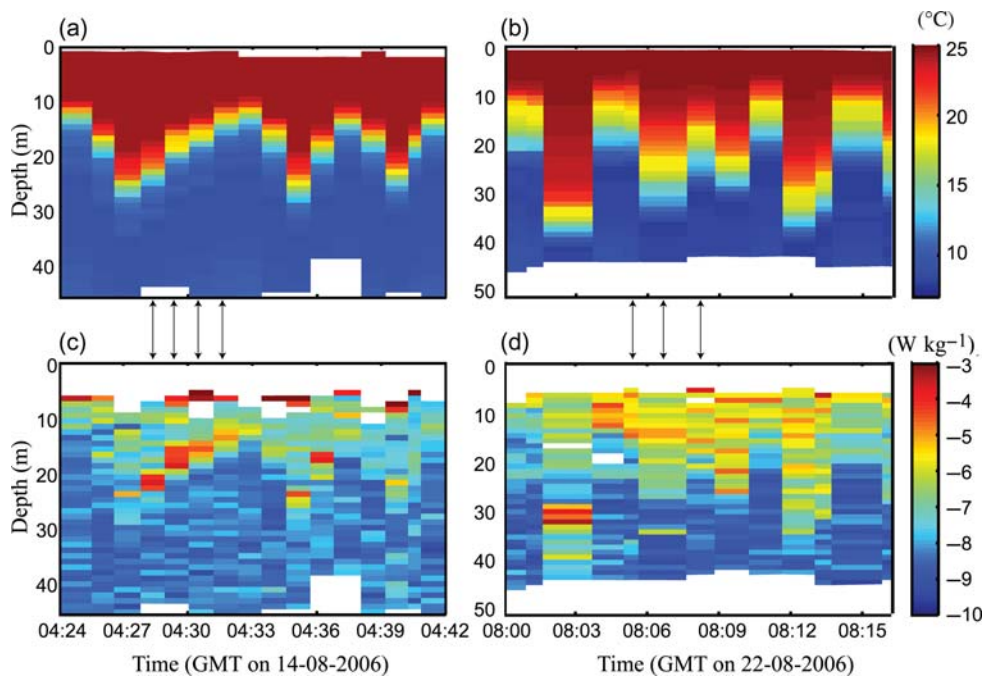 (a)
(b)
(°C)
0
10
20
30
40
Depth (m)
0
10
20
30
40
50
25
20
15
10
(c)
(d)
(W kg–1)
0
10
20
30
40
Depth (m)
0
10
20
30
40
50
–3
–4
–5
–6
–7
–8
–9
–10
04:24 04:27 04:30 04:33 04:36 04:39 04:42
08:00 08:03 08:06 08:09 08:12 08:15
Time (GMT on 14-08-2006)
Time (GMT on 22-08-2006)